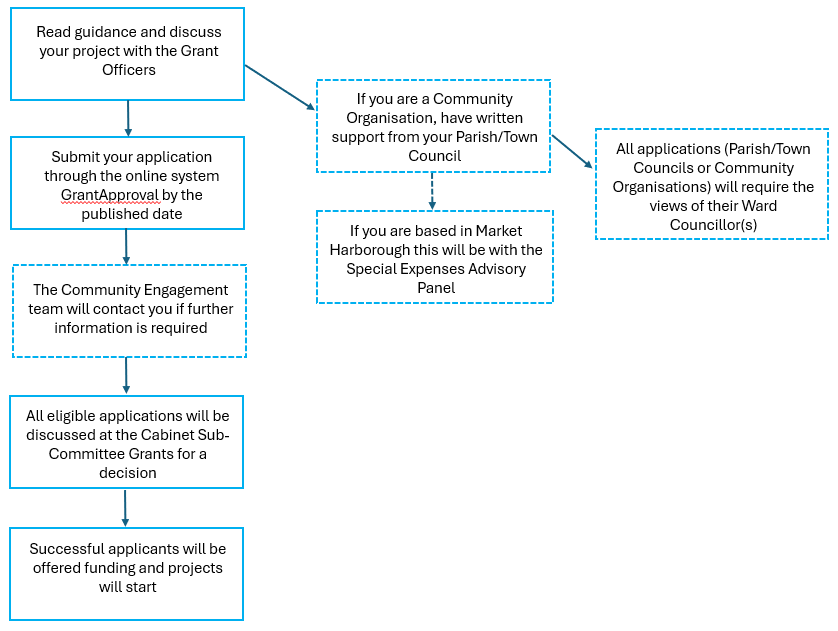 Read guidance and discuss
your project with the Grant
Officers
If you are a Community
Organisation, have written
support from your Parish/Town
Council
All applications (Parish/Town
Councils or Community
Organisations) will require the
views of their Ward
Councillor(s)
Submit your application
through the online system
GrantApproval by the
published date
If you are based in Market
Harborough this will be with the
Special Expenses Advisory
Panel
The Community Engagement
team will contact you if further
information is required
All eligible applications will be
discussed at the Cabinet Sub-
Committee Grants for a
decision
Successful applicants will be
offered funding and projects
will start